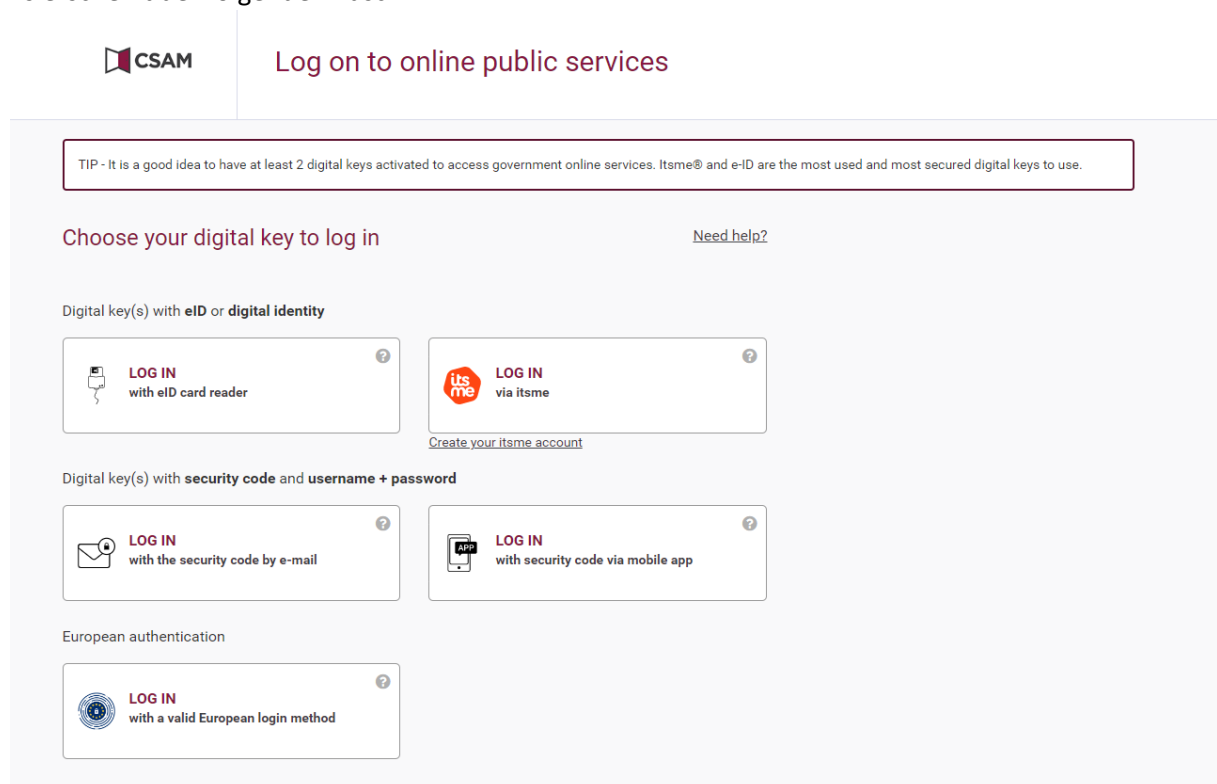 CSAM
Log on to online public services
TIP - It is a good idea to have at least 2 digital keys activated to access government online services. Itsme® and e-ID are the most used and most secured digital keys to use.
Choose your digital key to log in
Need help?
Digital key(s) with eID or digital identity
LOG IN
with eID card reader
?
its
me
LOG IN
via itsme
?
Create your itsme account
Digital key(s) with security code and username + password
LOG IN
with the security code by e-mail
?
APP
LOG IN
with security code via mobile app
?
European authentication
LOG IN
with a valid European login method
?